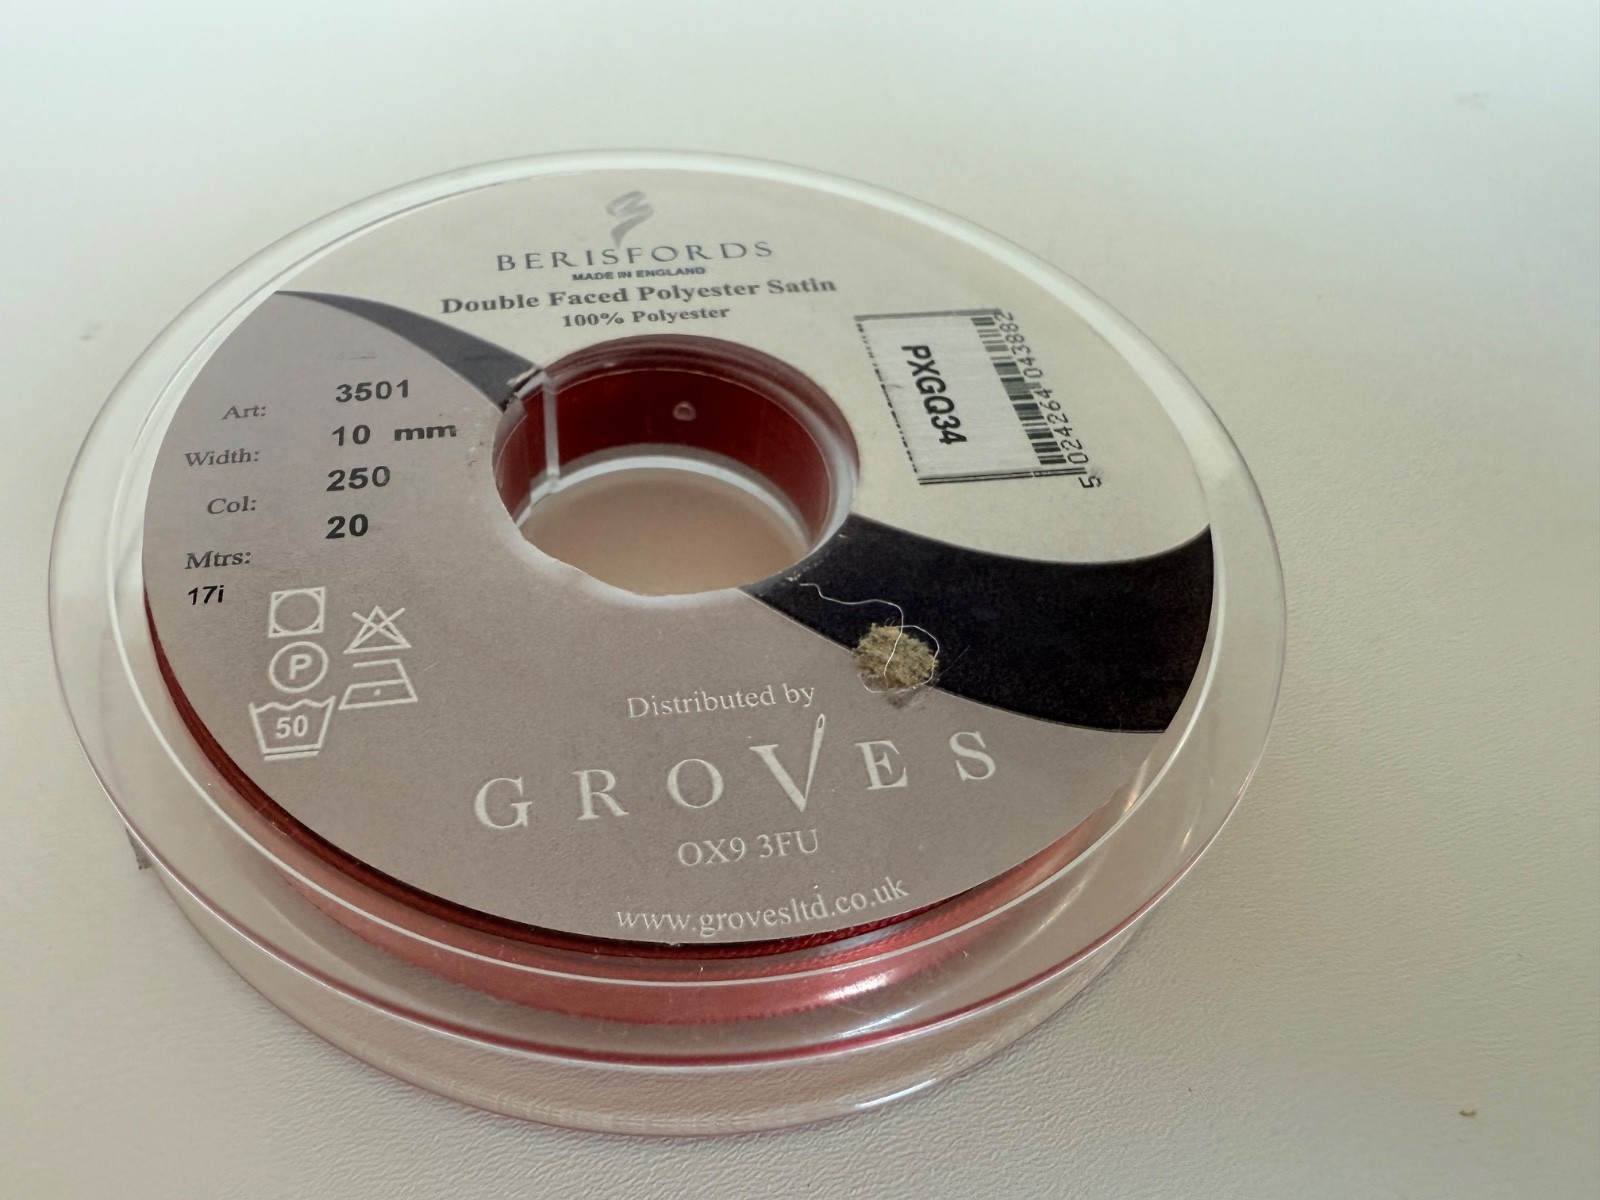 BERISFORDS
MADE IN ENGLAND
Double Faced Polyester Satin
100% Polyester
Art: 3501
Width: 10 mm
Col: 250
Mtrs: 20
17i
P
50
PXGQ34
5 024264 043882
Distributed by
GROVES
OX9 3FU
www.grovesltd.co.uk